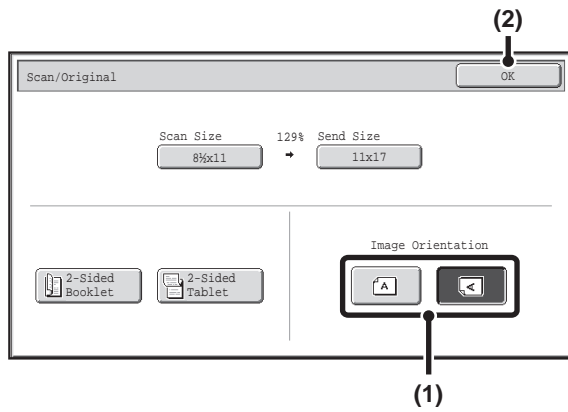 (2)
Scan/Original
OK
Scan Size 129% Send Size
8½x11 → 11x17
Image Orientation
2-Sided Booklet
2-Sided Tablet
A A
(1)